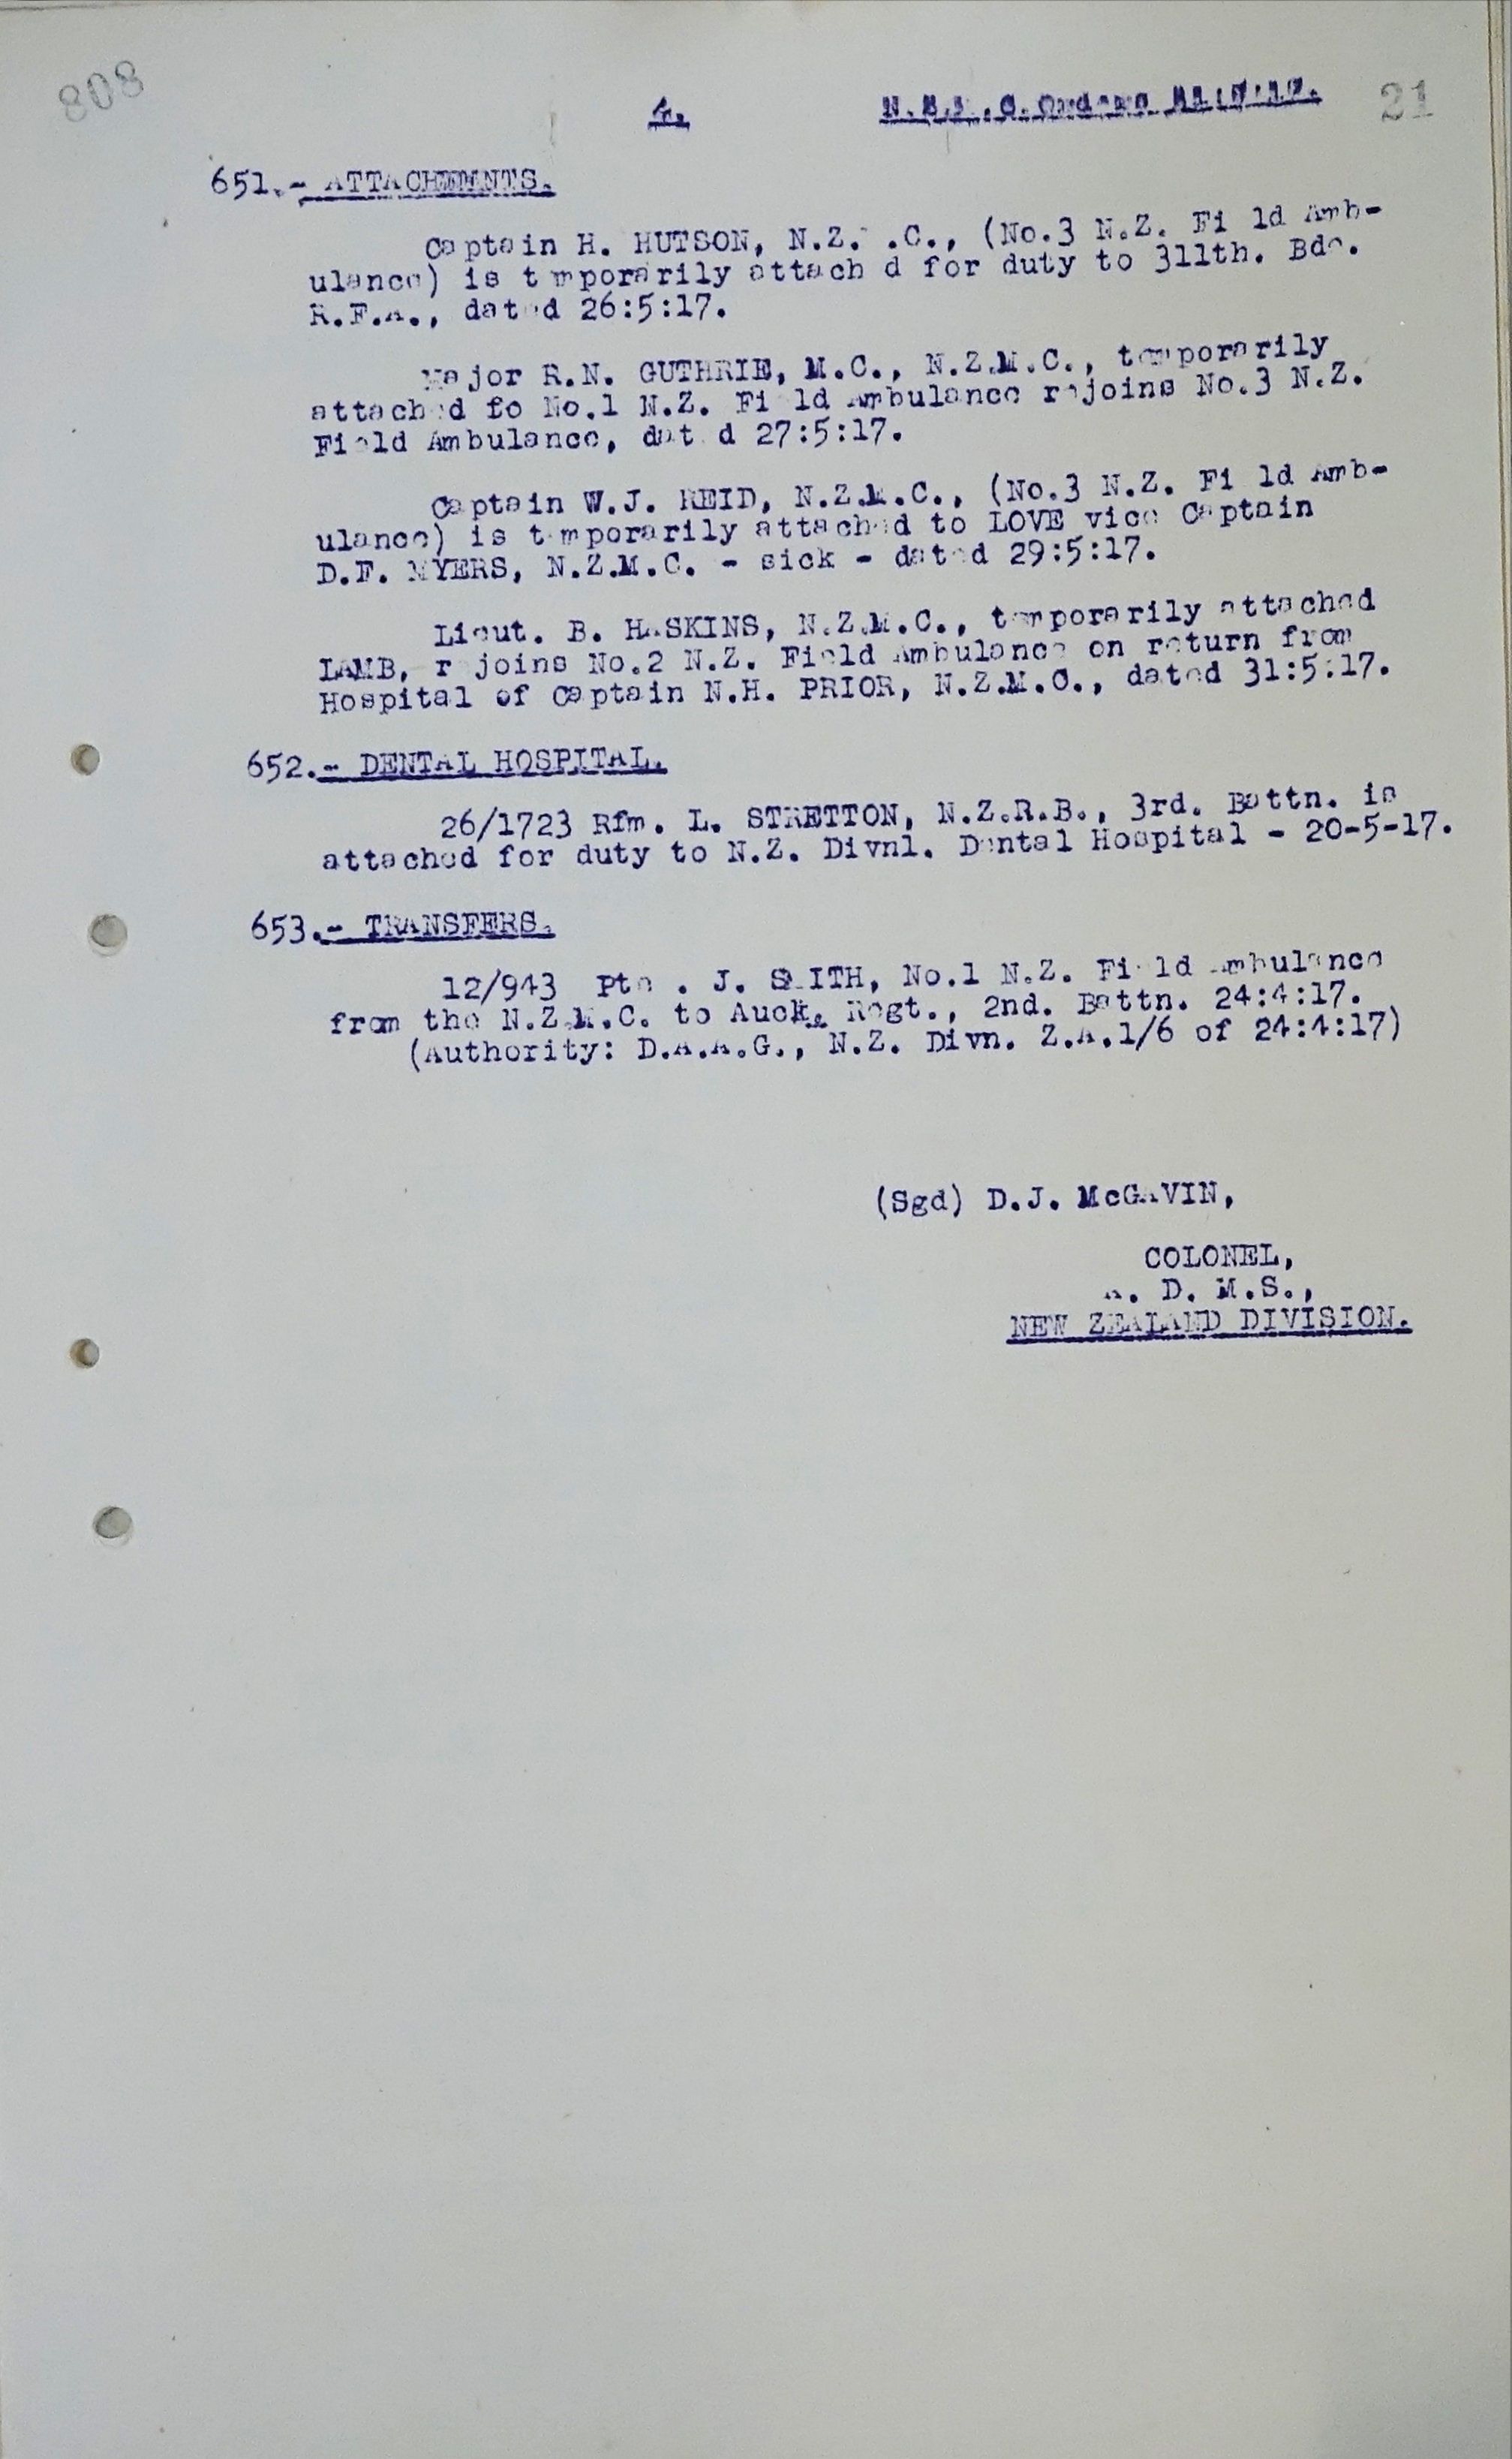 808
4.
N.Z.M.C. Orders
21
651.- ATTACHMENTS.
Captain H. HUTSON, N.Z. .C., (No.3 N.Z. Field Amb-
ulance) is temporarily attached for duty to 311th. Bde.
R.F.A., dated 26:5:17.
Major R.N. GUTHRIE, M.C., N.Z.M.C., temporarily
attached fo No.1 N.Z. Field Ambulance rejoins No.3 N.Z.
Field Ambulance, dated 27:5:17.
Captain W.J. REID, N.Z.M.C., (No.3 N.Z. Field Amb-
ulance) is temporarily attached to LOVE vice Captain
D.F. MYERS, N.Z.M.C. - sick - dated 29:5:17.
Lieut. B. HASKINS, N.Z.M.C., temporarily attached
LAMB, rejoins No.2 N.Z. Field Ambulance on return from
Hospital of Captain N.H. PRIOR, N.Z.M.C., dated 31:5:17.
652.- DENTAL HOSPITAL.
26/1723 Rfm. L. STRETTON, N.Z.R.B., 3rd. Battn. is
attached for duty to N.Z. Divnl. Dental Hospital - 20-5-17.
653.- TRANSFERS.
12/943 Pte . J. SMITH, No.1 N.Z. Field Ambulance
from the N.Z.M.C. to Auck. Regt., 2nd. Battn. 24:4:17.
(Authority: D.A.A.G., N.Z. Divn. Z.A.1/6 of 24:4:17)
(Sgd) D.J. McGAVIN,
COLONEL,
A. D. M.S.,
NEW ZEALAND DIVISION.